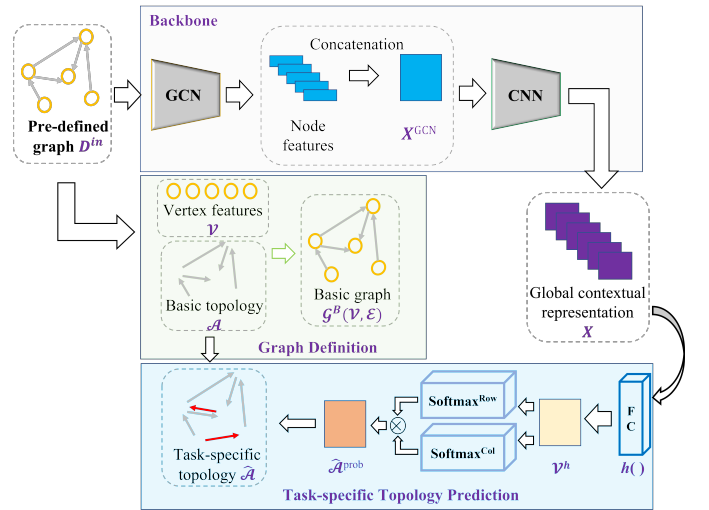 Backbone
Pre-defined
graph D^in
GCN
Concatenation
Node
features
X^GCN
CNN
Vertex features
𝒱
Basic topology
𝒜
Basic graph
𝒢^B(𝒱, ℰ)
Graph Definition
Global contextual
representation
X
Task-specific
topology 𝒜̂
𝒜̂^prob
Softmax^Row
Softmax^Col
𝒱^h
F
C
h( )
Task-specific Topology Prediction